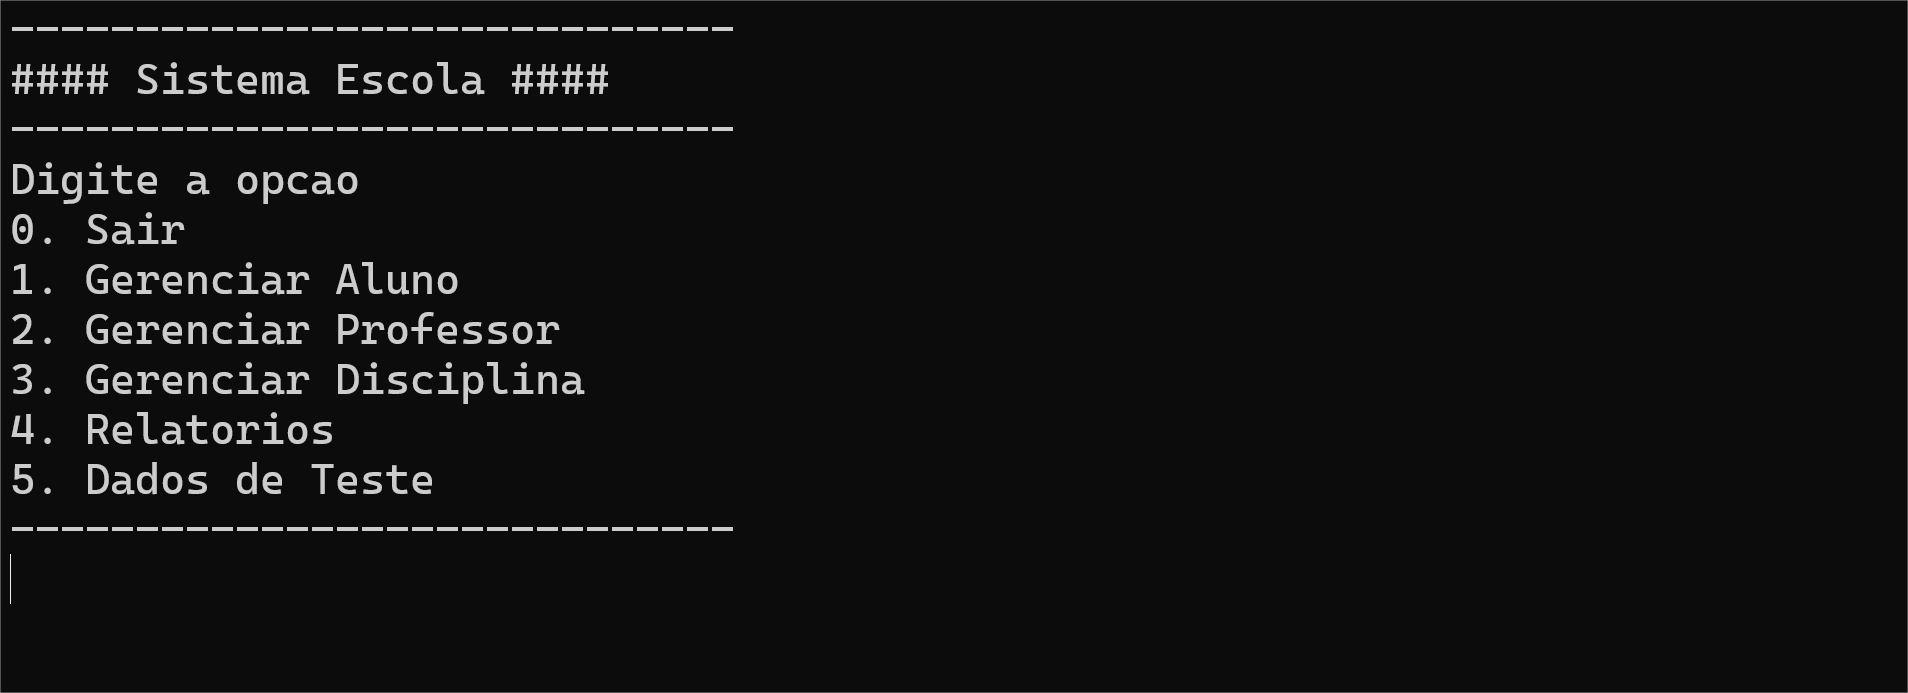 -----------------------------
#### Sistema Escola ####
-----------------------------
Digite a opcao
0. Sair
1. Gerenciar Aluno
2. Gerenciar Professor
3. Gerenciar Disciplina
4. Relatorios
5. Dados de Teste
-----------------------------